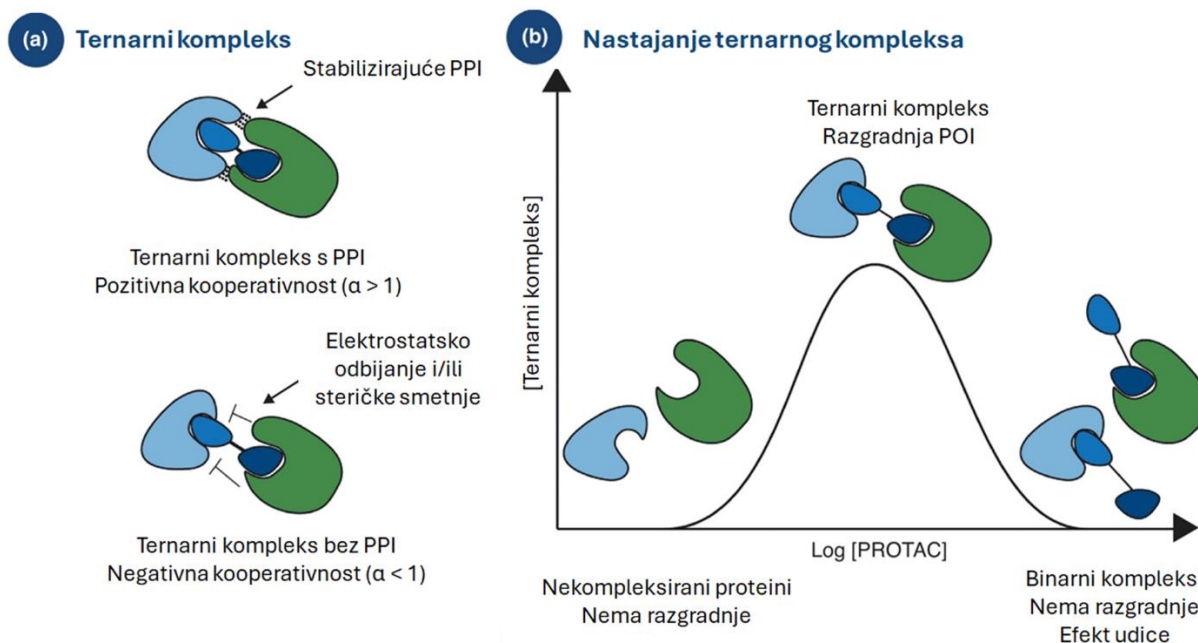 (a) Ternarni kompleks
Stabilizirajuće PPI
Ternarni kompleks s PPI
Pozitivna kooperativnost (α > 1)
Elektrostatsko
odbijanje i/ili
steričke smetnje
Ternarni kompleks bez PPI
Negativna kooperativnost (α < 1)
(b) Nastajanje ternarnog kompleksa
[Ternarni kompleks]
Ternarni kompleks
Razgradnja POI
Log [PROTAC]
Nekompleksirani proteini
Nema razgradnje
Binarni kompleks
Nema razgradnje
Efekt udice